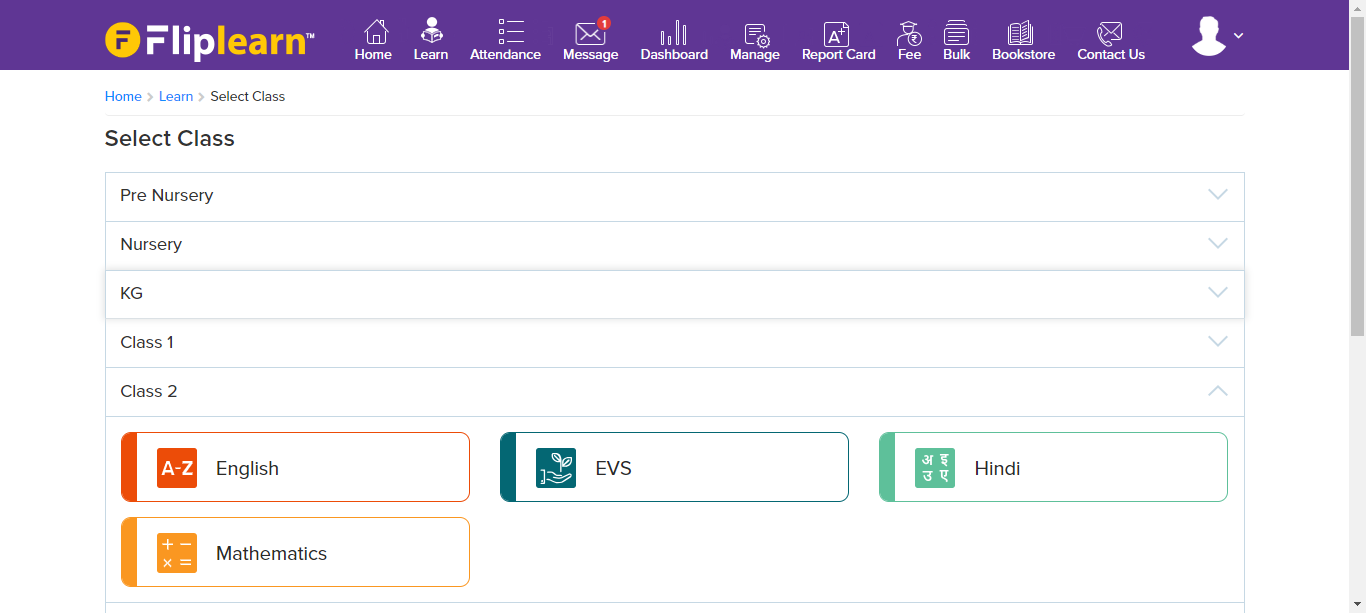 Fliplearn™
1
Home Learn Attendance Message Dashboard Manage Report Card Fee Bulk Bookstore Contact Us
Home > Learn > Select Class
Select Class
Pre Nursery
Nursery
KG
Class 1
Class 2
A-Z English
EVS
अ इ
उ ए
Hindi
+ −
× =
Mathematics